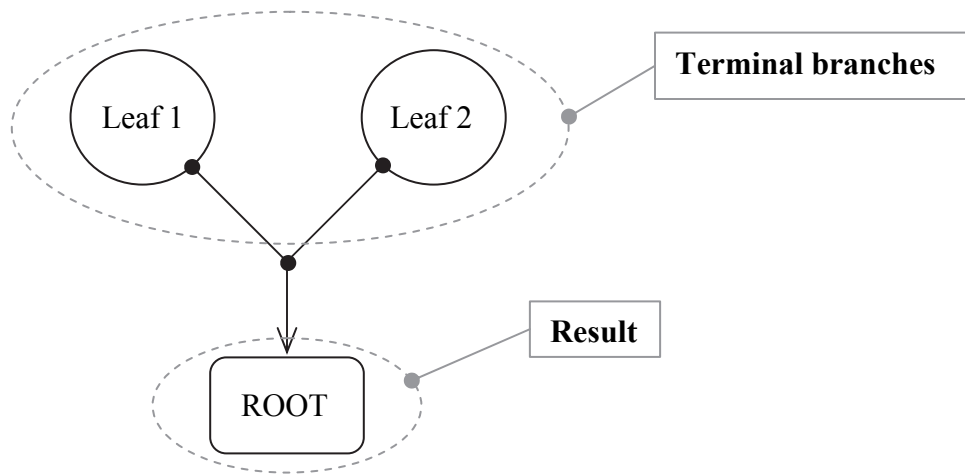 Terminal branches
Leaf 1
Leaf 2
Result
ROOT